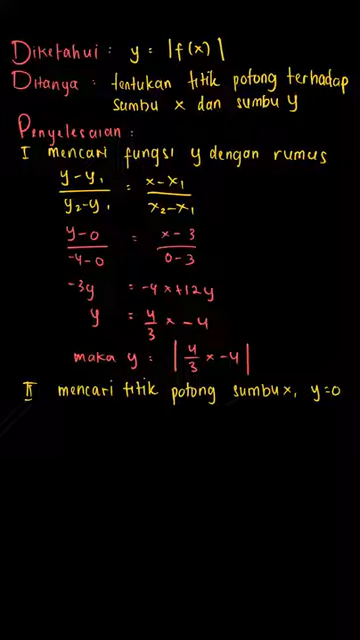 Diketahui : y = |f(x)|
Ditanya : tentukan titik potong terhadap
sumbu x dan sumbu y
Penyelesaian :
I mencari fungsi y dengan rumus
y-y₁/y₂-y₁ = x-x₁/x₂-x₁
y-0/-4-0 = x-3/0-3
-3y = -4x+12y
y = 4/3 x - 4
maka y = |4/3 x - 4|
II mencari titik potong sumbu x, y=0